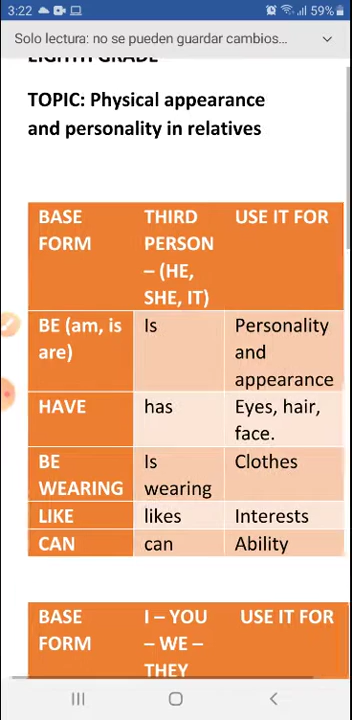 3:22
59%
Solo lectura: no se pueden guardar cambios...
EIGHTH GRADE
TOPIC: Physical appearance
and personality in relatives
BASE FORM THIRD PERSON – (HE, SHE, IT) USE IT FOR
BE (am, is are) Is Personality and appearance
HAVE has Eyes, hair, face.
BE WEARING Is wearing Clothes
LIKE likes Interests
CAN can Ability
BASE FORM I – YOU – WE – THEY USE IT FOR